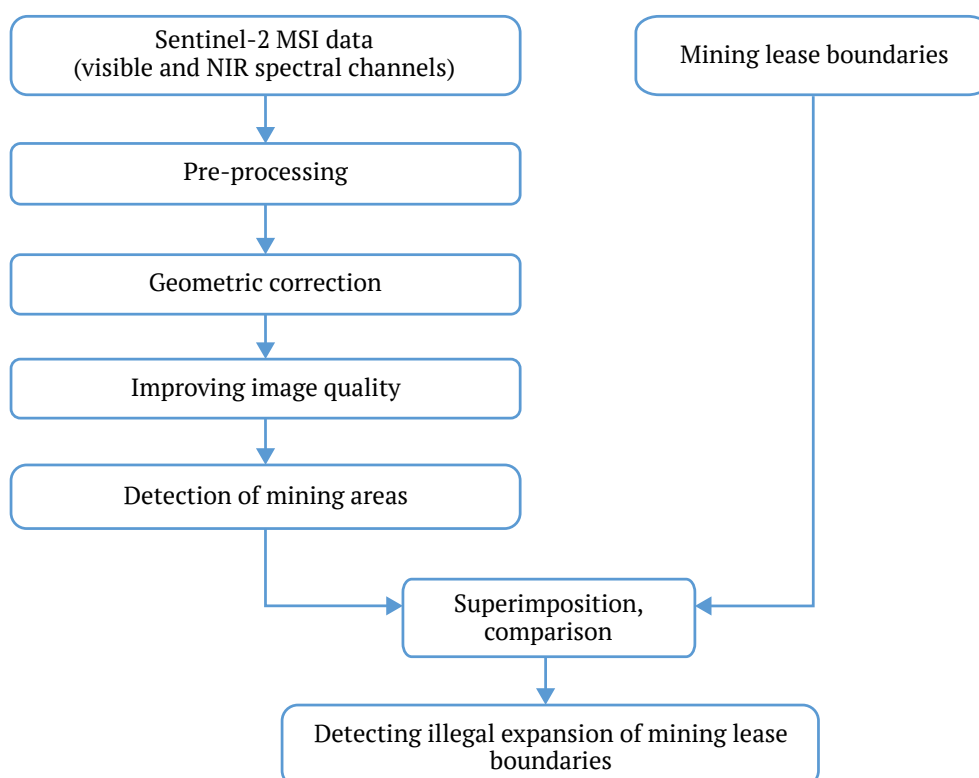 Sentinel-2 MSI data
(visible and NIR spectral channels)
Mining lease boundaries
Pre-processing
Geometric correction
Improving image quality
Detection of mining areas
Superimposition,
comparison
Detecting illegal expansion of mining lease
boundaries